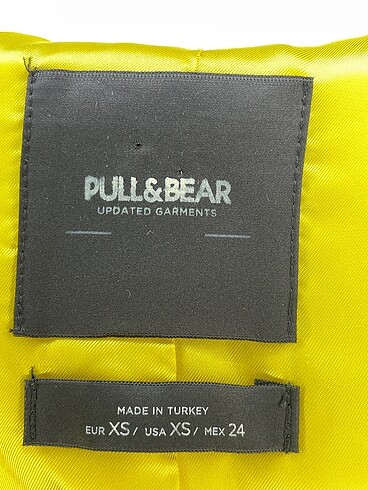 PULL&BEAR
UPDATED GARMENTS
MADE IN TURKEY
EUR XS/ USA XS/ MEX 24